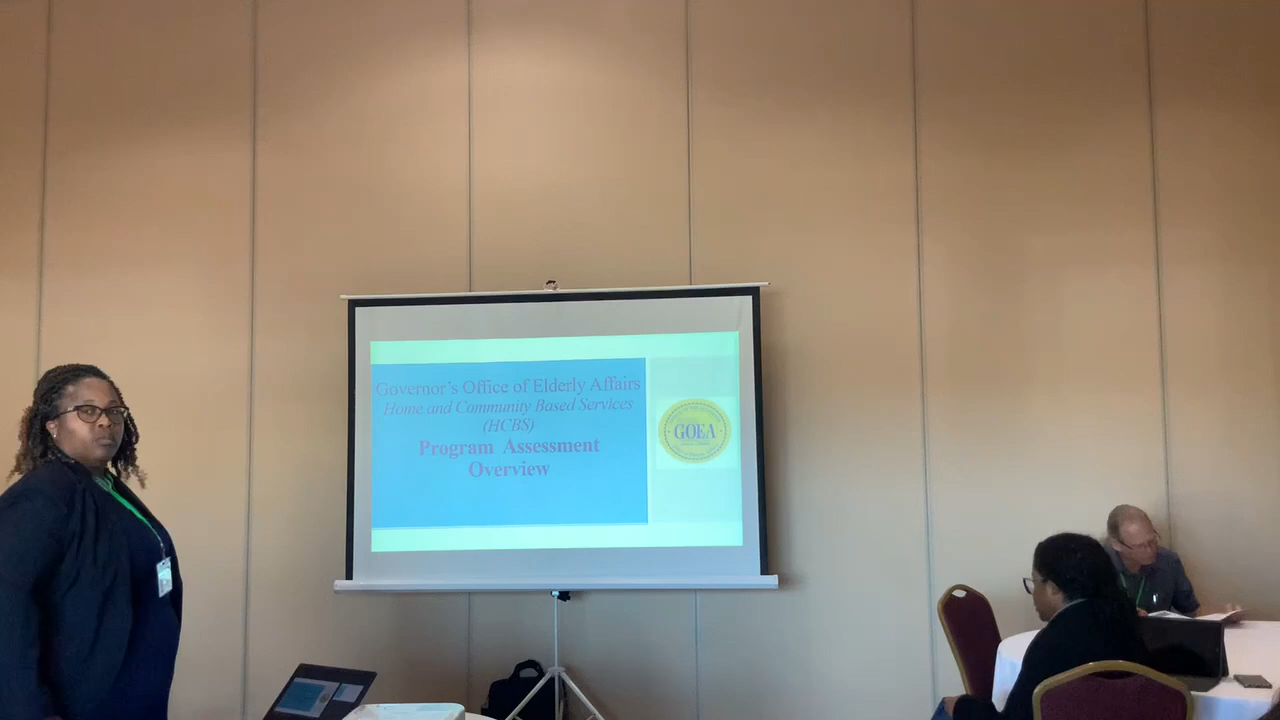 Governor's Office of Elderly Affairs
Home and Community Based Services
(HCBS)
Program Assessment
Overview
GOEA